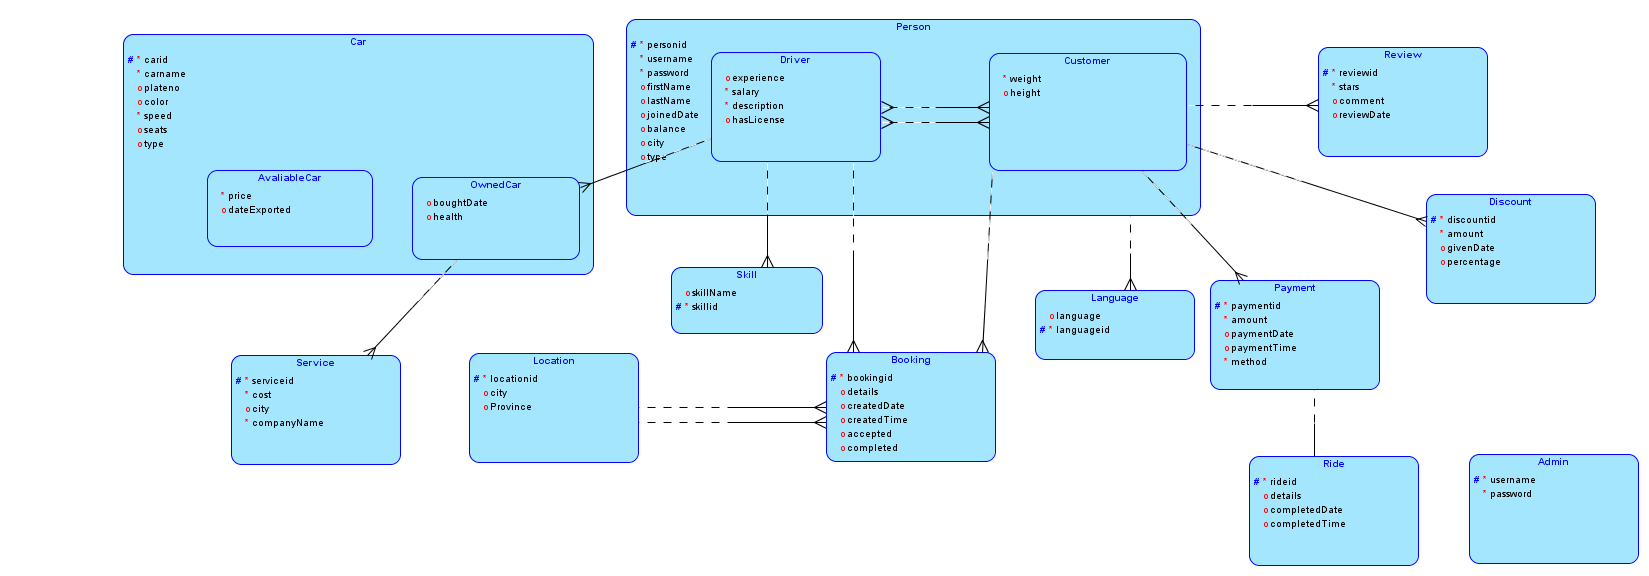 Car
# * carid
* carname
o plateno
o color
* speed
o seats
o type
AvaliableCar
* price
o dateExported
OwnedCar
o boughtDate
o health
Person
# * personid
* username
* password
o firstName
o lastName
o joinedDate
o balance
o city
o type
Driver
o experience
* salary
* description
o hasLicense
Customer
* weight
o height
Review
# * reviewid
* stars
o comment
o reviewDate
Discount
# * discountid
* amount
o givenDate
o percentage
Skill
o skillName
# * skillid
Language
o language
# * languageid
Payment
# * paymentid
* amount
o paymentDate
o paymentTime
* method
Service
# * serviceid
* cost
o city
* companyName
Location
# * locationid
o city
o Province
Booking
# * bookingid
o details
o createdDate
o createdTime
o accepted
o completed
Ride
# * rideid
o details
o completedDate
o completedTime
Admin
# * username
* password